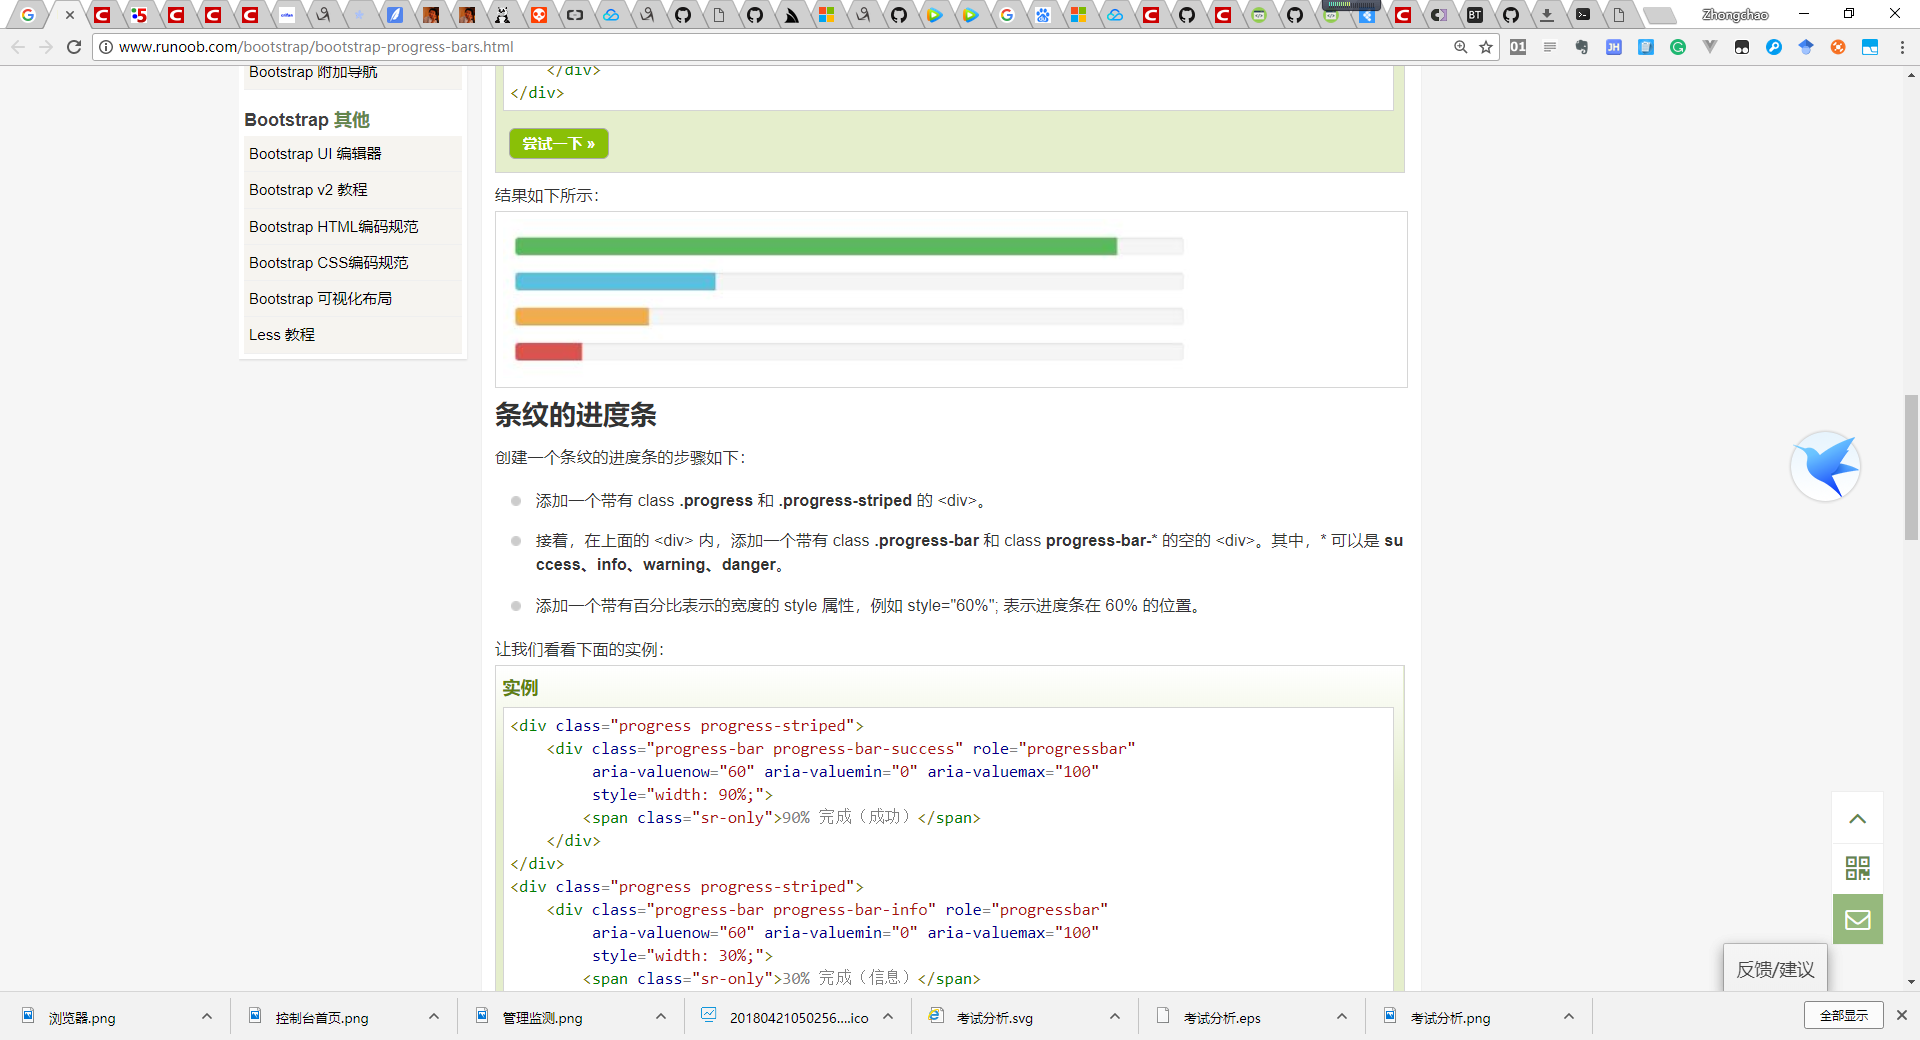 Zhongchao
www.runoob.com/bootstrap/bootstrap-progress-bars.html
Bootstrap 附加导航
Bootstrap 其他
Bootstrap UI 编辑器
Bootstrap v2 教程
Bootstrap HTML编码规范
Bootstrap CSS编码规范
Bootstrap 可视化布局
Less 教程
</div>
</div>
尝试一下 »
结果如下所示：
条纹的进度条
创建一个条纹的进度条的步骤如下：
添加一个带有 class .progress 和 .progress-striped 的 <div>。
接着，在上面的 <div> 内，添加一个带有 class .progress-bar 和 class progress-bar-* 的空的 <div>。其中，* 可以是 su
ccess、info、warning、danger。
添加一个带有百分比表示的宽度的 style 属性，例如 style="60%"; 表示进度条在 60% 的位置。
让我们看看下面的实例：
实例
<div class="progress progress-striped">
<div class="progress-bar progress-bar-success" role="progressbar"
aria-valuenow="60" aria-valuemin="0" aria-valuemax="100"
style="width: 90%;">
<span class="sr-only">90% 完成（成功）</span>
</div>
</div>
<div class="progress progress-striped">
<div class="progress-bar progress-bar-info" role="progressbar"
aria-valuenow="60" aria-valuemin="0" aria-valuemax="100"
style="width: 30%;">
<span class="sr-only">30% 完成（信息）</span>
反馈/建议
浏览器.png
控制台首页.png
管理监测.png
20180421050256....ico
考试分析.svg
考试分析.eps
考试分析.png
全部显示